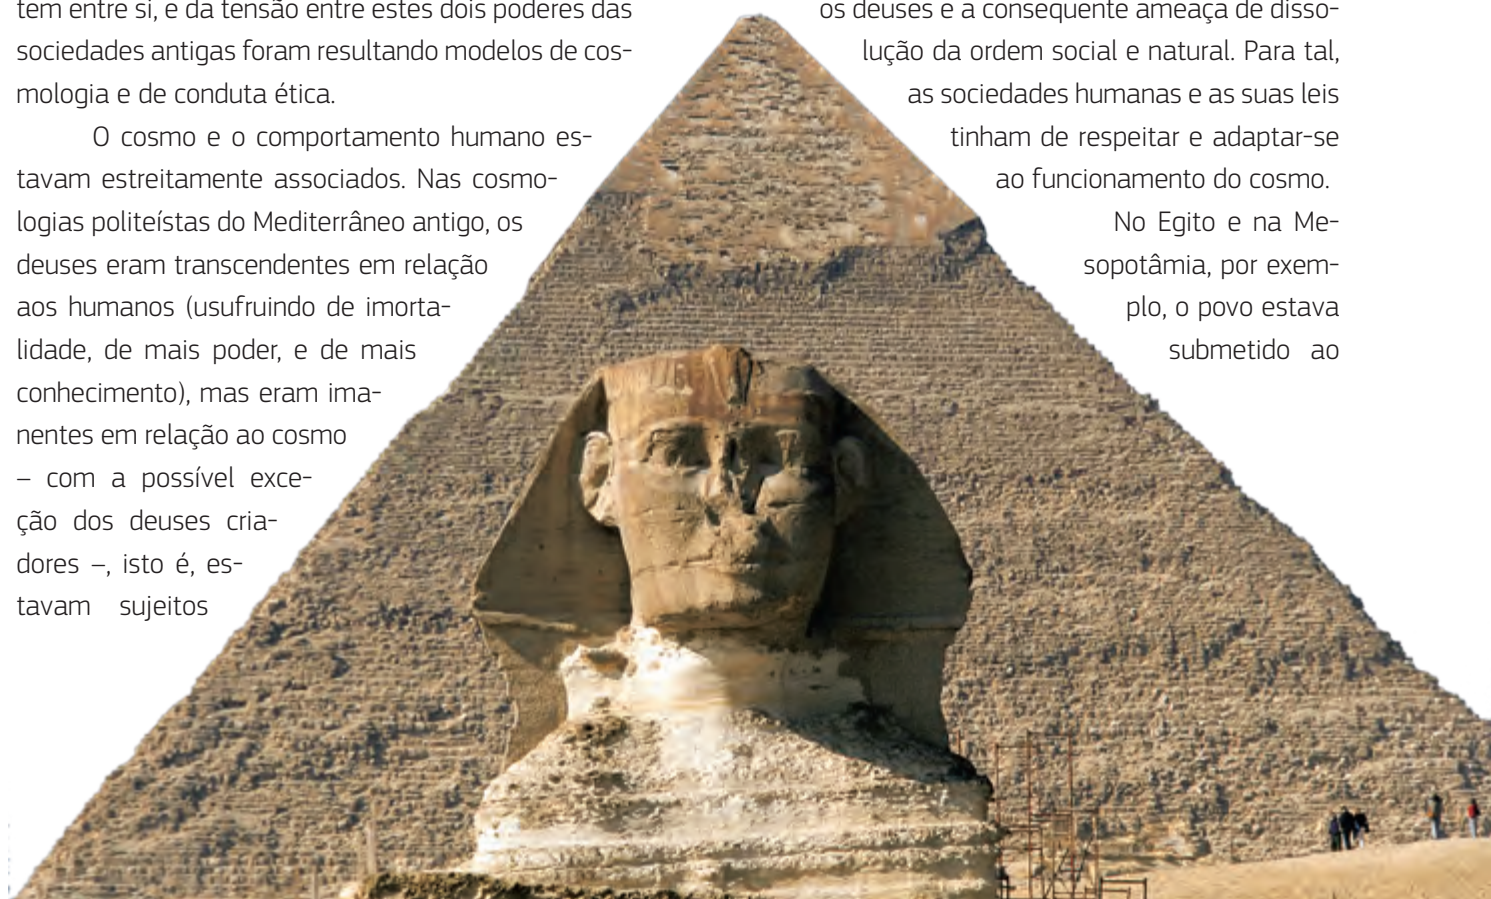 tem entre si, e da tensão entre estes dois poderes das
sociedades antigas foram resultando modelos de cos-
mologia e de conduta ética.
O cosmo e o comportamento humano es-
tavam estreitamente associados. Nas cosmo-
logias politeístas do Mediterrâneo antigo, os
deuses eram transcendentes em relação
aos humanos (usufruindo de imorta-
lidade, de mais poder, e de mais
conhecimento), mas eram ima-
nentes em relação ao cosmo
– com a possível exce-
ção dos deuses cria-
dores –, isto é, es-
tavam sujeitos
os deuses e a consequente ameaça de disso-
lução da ordem social e natural. Para tal,
as sociedades humanas e as suas leis
tinham de respeitar e adaptar-se
ao funcionamento do cosmo.
No Egito e na Me-
sopotâmia, por exem-
plo, o povo estava
submetido ao